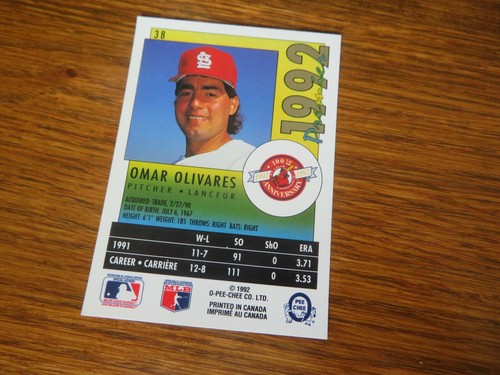 38
1992
OMAR OLIVARES
PITCHER • LANCEUR
100TH
1892 1992
ANNIVERSARY
ACQUIRED: TRADE, 2/27/90
DATE OF BIRTH: JULY 6, 1967
HEIGHT: 6'1" WEIGHT: 185 THROWS: RIGHT BATS: RIGHT
W-L SO ShO ERA
1991 11-7 91 0 3.71
CAREER • CARRIÈRE 12-8 111 0 3.53
MLB
© 1992
O-PEE-CHEE CO. LTD.
PRINTED IN CANADA
IMPRIMÉ AU CANADA
O
PEE
CHEE